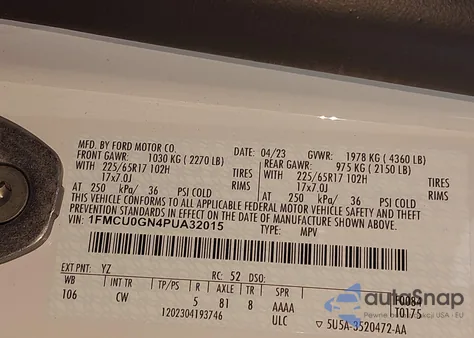 MFD. BY FORD MOTOR CO.
04/23 GVWR: 1978 KG ( 4360 LB)
FRONT GAWR: 1030 KG ( 2270 LB) REAR GAWR: 975 KG ( 2150 LB)
WITH 225/65R17 102H TIRES WITH 225/65R17 102H TIRES
17x7.0J RIMS 17x7.0J RIMS
AT 250 kPa/ 36 PSI COLD AT 250 kPa/ 36 PSI COLD
THIS VEHICLE CONFORMS TO ALL APPLICABLE FEDERAL MOTOR VEHICLE SAFETY AND
THEFT PREVENTION STANDARDS IN EFFECT ON THE DATE OF MANUFACTURE SHOWN ABOVE.
VIN: 1FMCU0GN4PUA32015
TYPE: MPV
EXT PNT: YZ RC: 52 DSO: F0084
WB INT TR TP/PS R AXLE TR SPR T0175
106 CW 5 81 8 AAAA
1202304193746 ULC
5U5A-3520472-AA
autoSnap